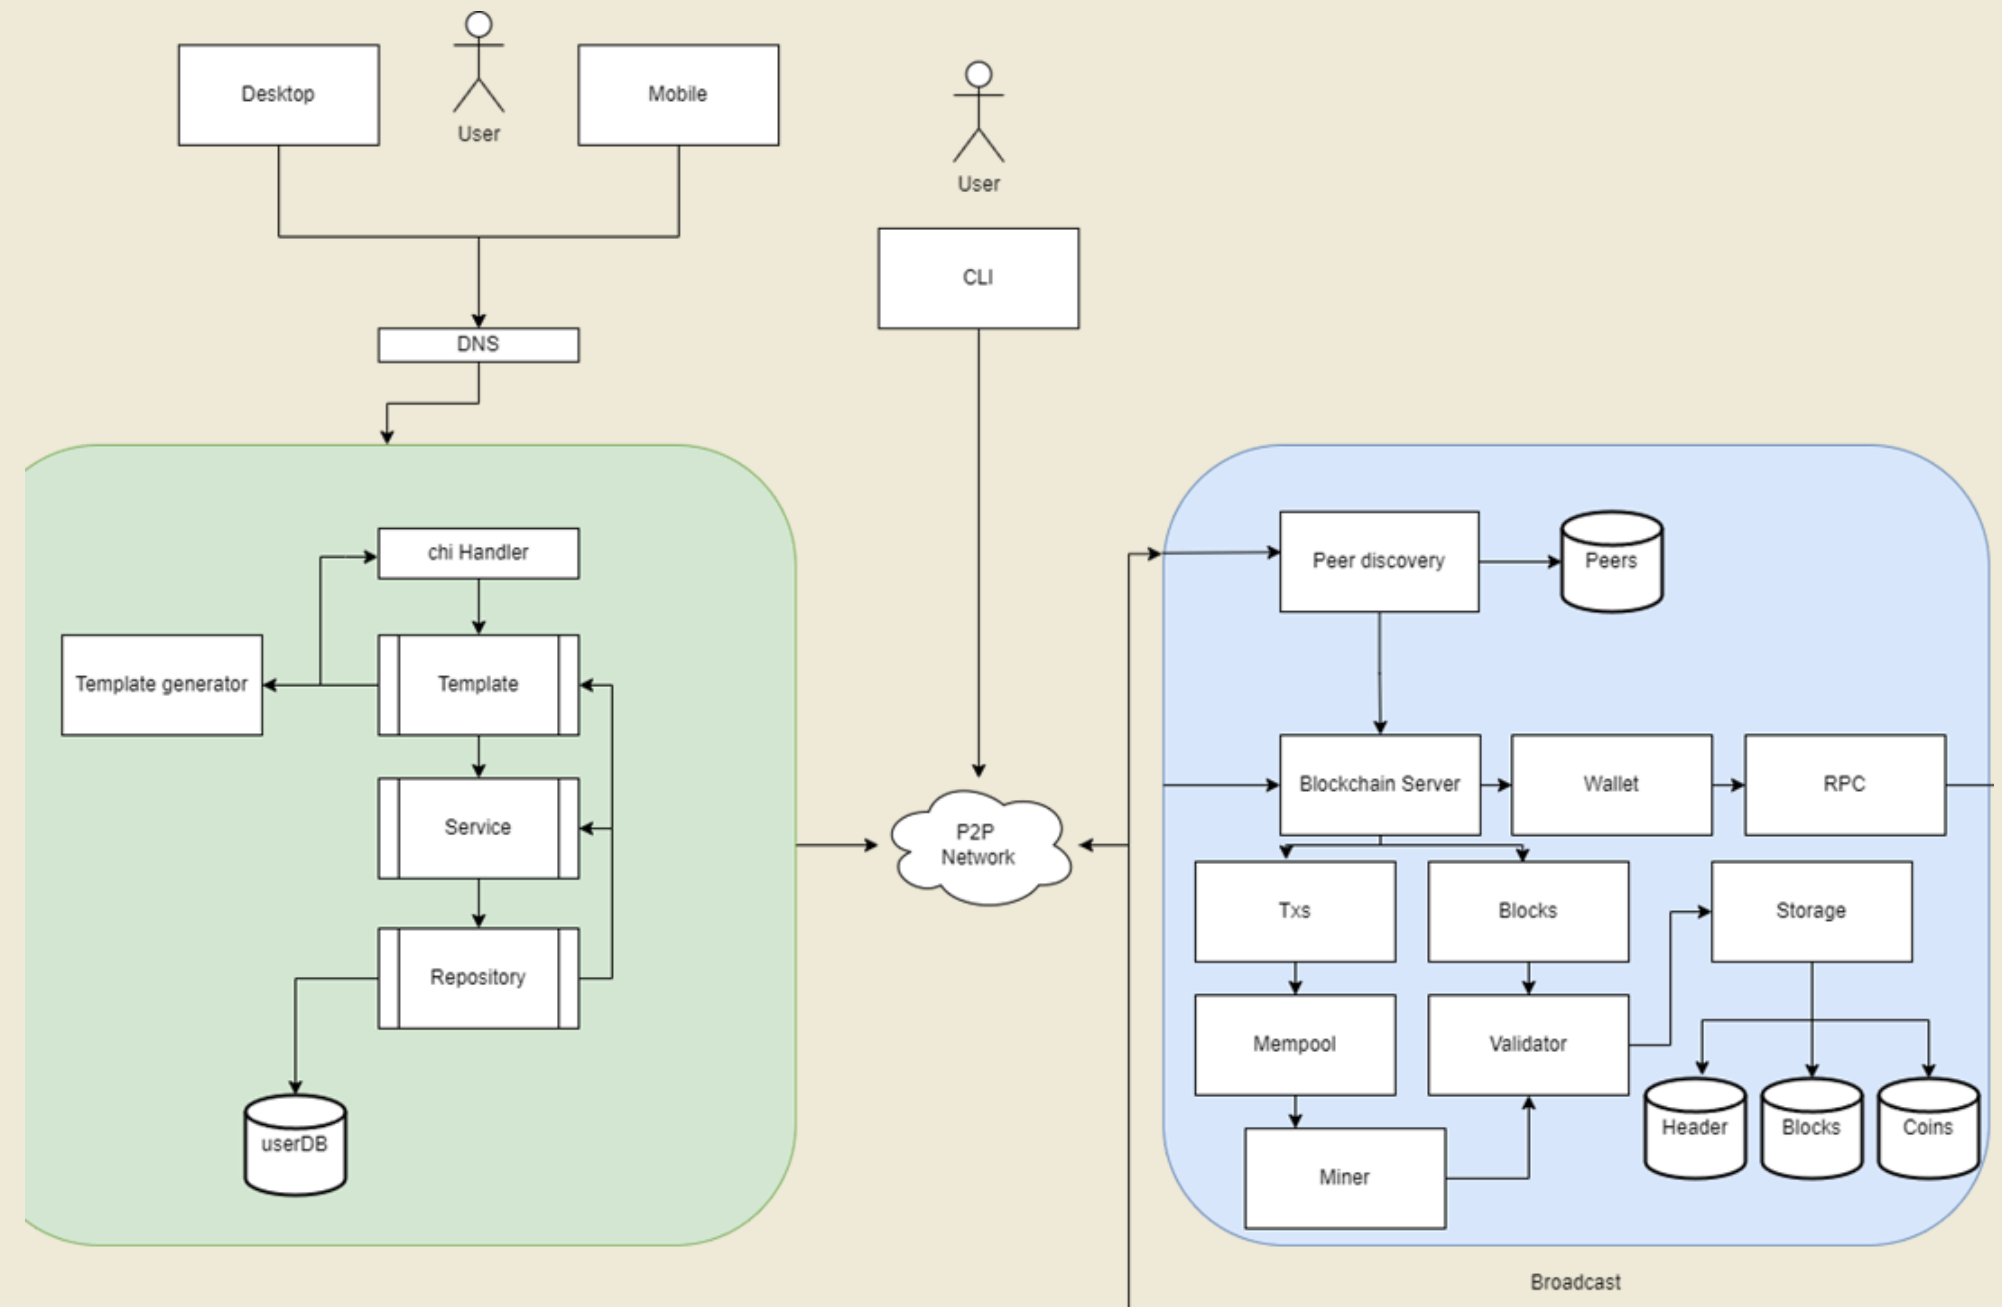 Desktop
User
Mobile
User
CLI
DNS
chi Handler
Template generator
Template
Service
Repository
userDB
P2P
Network
Peer discovery
Peers
Blockchain Server
Wallet
RPC
Txs
Blocks
Storage
Mempool
Validator
Header
Blocks
Coins
Miner
Broadcast